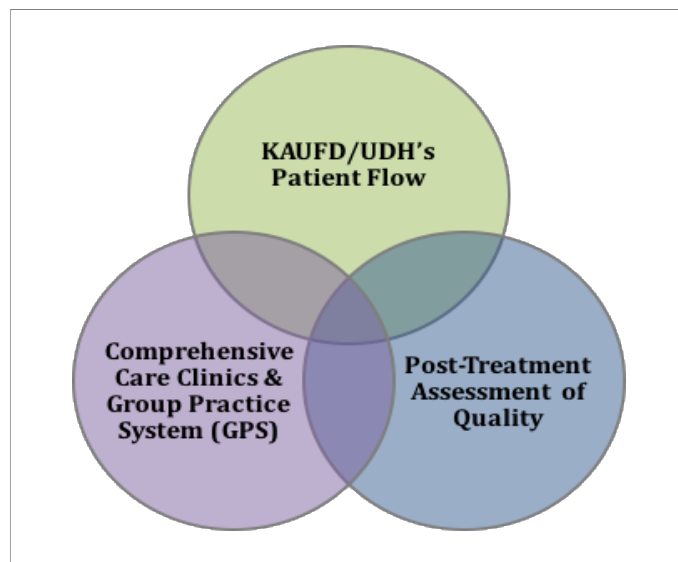 KAUFD/UDH’s
Patient Flow
Comprehensive
Care Clinics &
Group Practice
System (GPS)
Post-Treatment
Assessment of
Quality